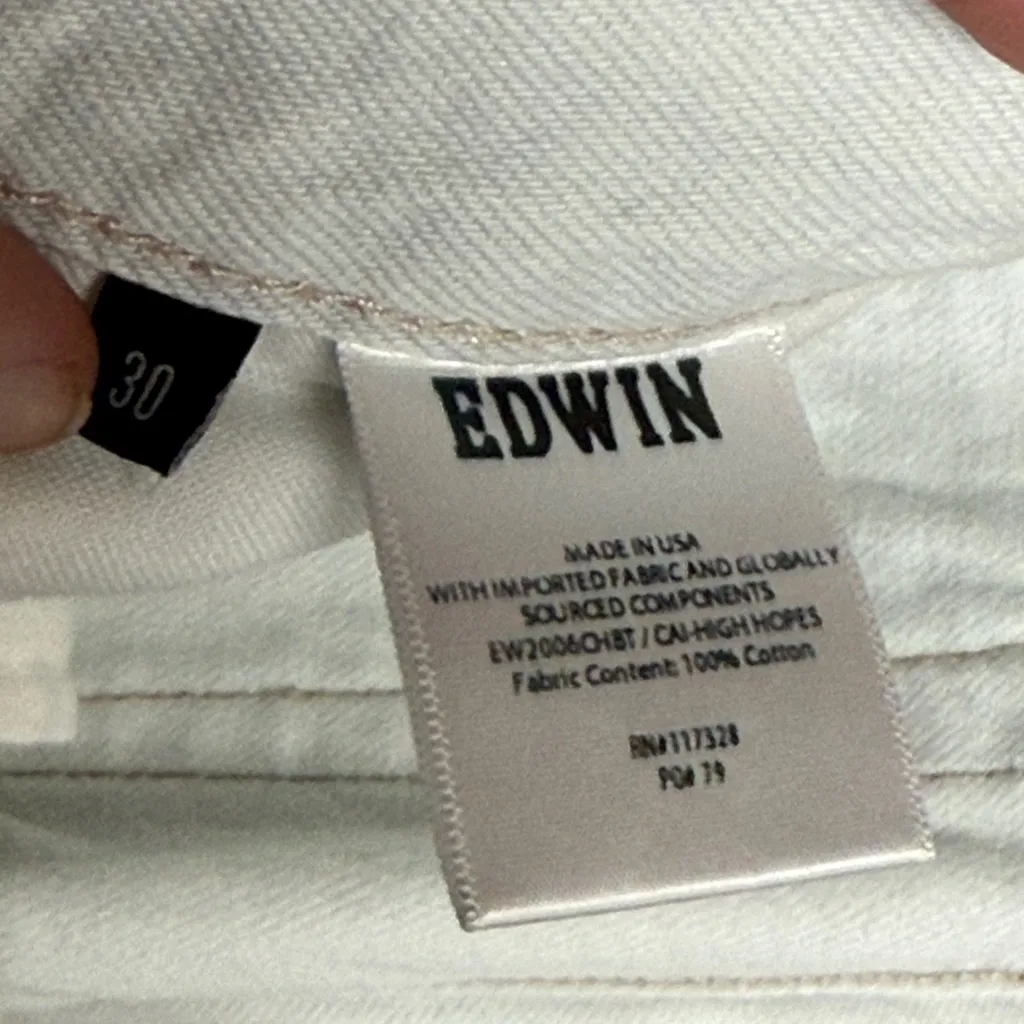 30
EDWIN
MADE IN USA
WITH IMPORTED FABRIC AND GLOBALLY
SOURCED COMPONENTS
EW2006CHBT / CAI-HIGH HOPES
Fabric Content: 100% Cotton
RN#117328
PO# 79